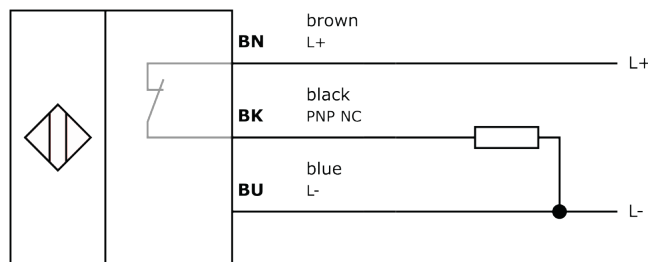 brown
BN L+
L+
black
BK PNP NC
blue
BU L-
L-